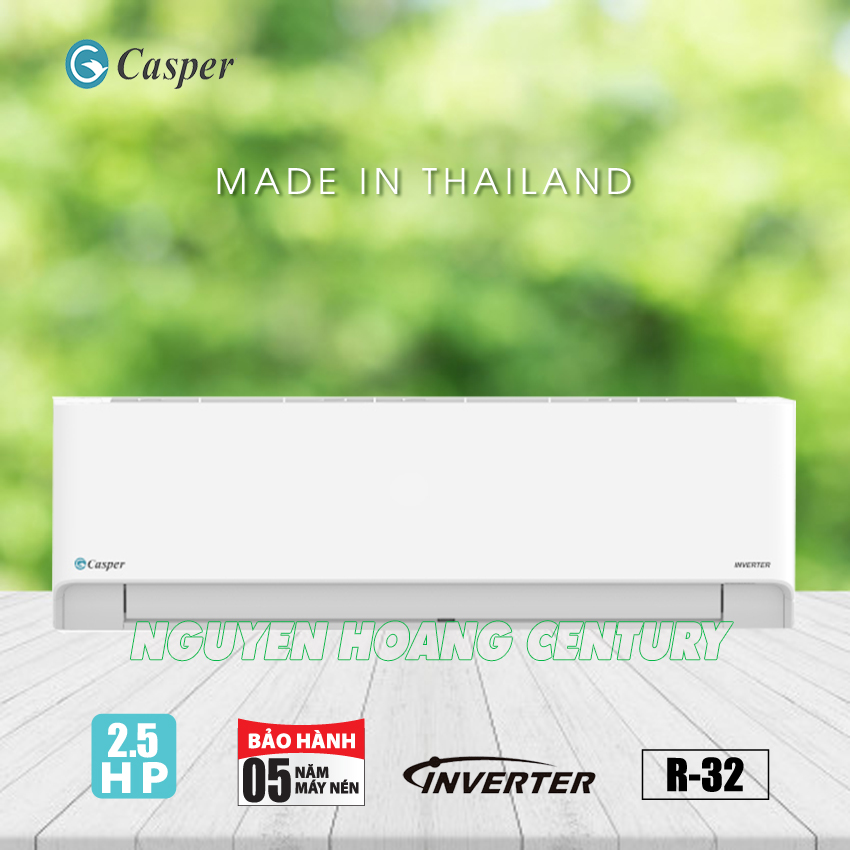 Casper
MADE IN THAILAND
Casper
INVERTER
NGUYEN HOANG CENTURY
2.5
HP
BẢO HÀNH
05 NĂM
MÁY NÉN
INVERTER
R-32